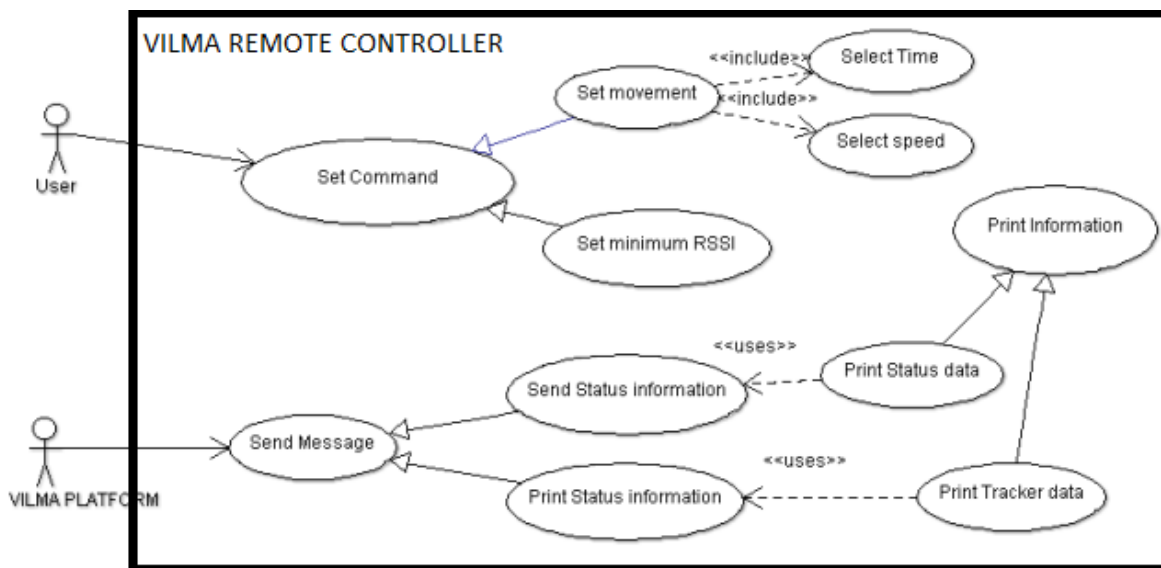 VILMA REMOTE CONTROLLER
<<include>>
Select Time
Set movement
<<include>>
Select speed
User
Set Command
Set minimum RSSI
Print Information
<<uses>>
Print Status data
Send Status information
Send Message
<<uses>>
VILMA PLATFORM
Print Status information
Print Tracker data